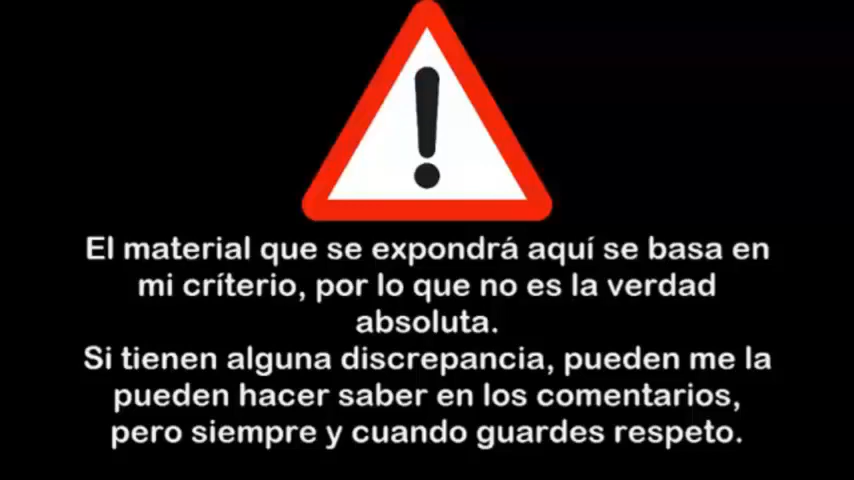 El material que se expondrá aquí se basa en
mi críterio, por lo que no es la verdad
absoluta.
Si tienen alguna discrepancia, pueden me la
pueden hacer saber en los comentarios,
pero siempre y cuando guardes respeto.